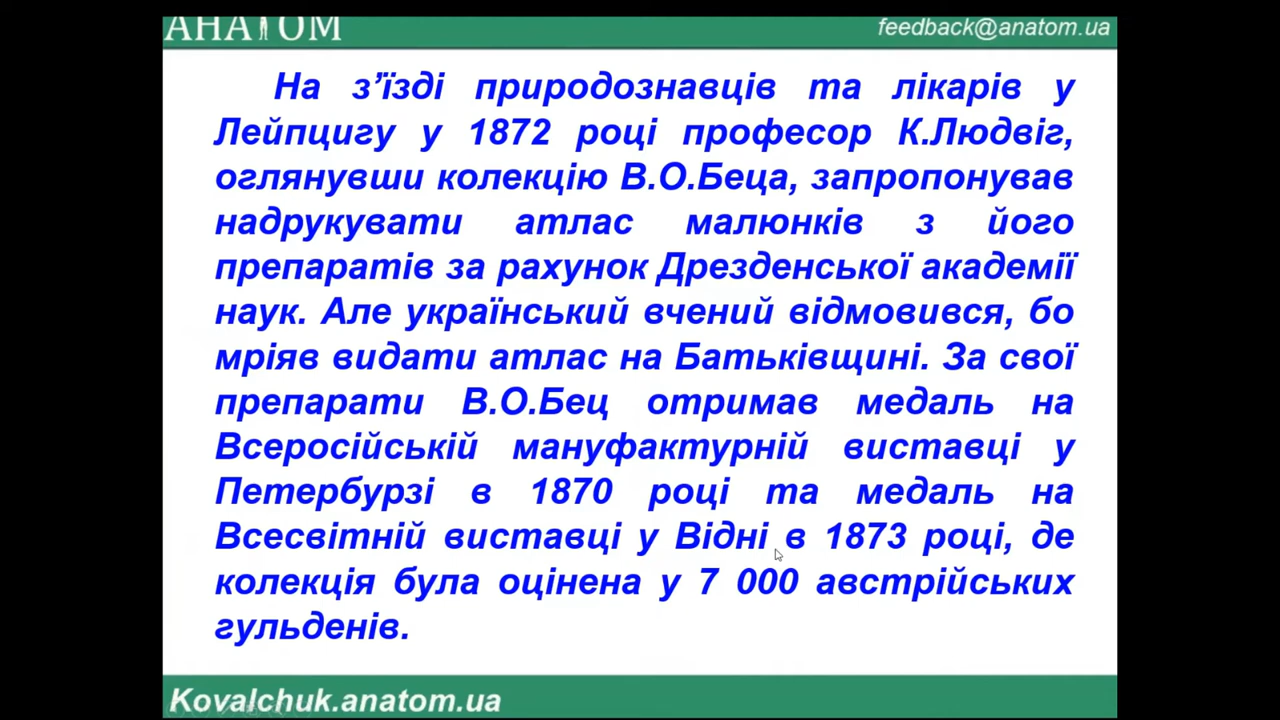 АНАТОМ
feedback@anatom.ua
На з’їзді природознавців та лікарів у
Лейпцигу у 1872 році професор К.Людвіг,
оглянувши колекцію В.О.Беца, запропонував
надрукувати атлас малюнків з його
препаратів за рахунок Дрезденської академії
наук. Але український вчений відмовився, бо
мріяв видати атлас на Батьківщині. За свої
препарати В.О.Бец отримав медаль на
Всеросійській мануфактурній виставці у
Петербурзі в 1870 році та медаль на
Всесвітній виставці у Відні в 1873 році, де
колекція була оцінена у 7 000 австрійських
гульденів.
Kovalchuk.anatom.ua